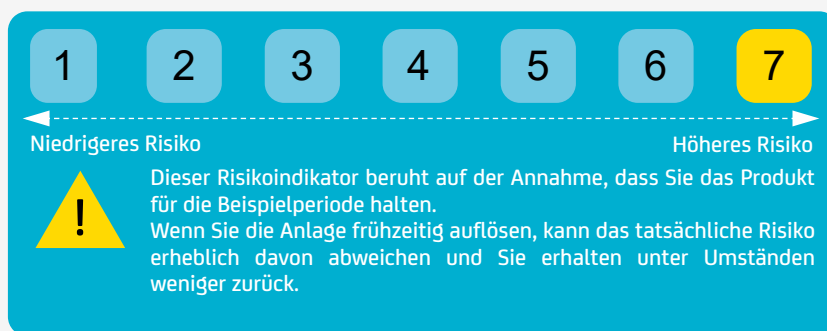 1 2 3 4 5 6 7
Niedrigeres Risiko Höheres Risiko
! Dieser Risikoindikator beruht auf der Annahme, dass Sie das Produkt
für die Beispielperiode halten.
Wenn Sie die Anlage frühzeitig auflösen, kann das tatsächliche Risiko
erheblich davon abweichen und Sie erhalten unter Umständen
weniger zurück.